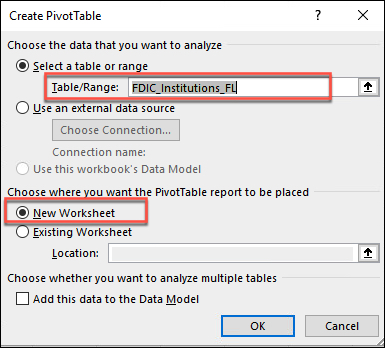 Create PivotTable
? ×
Choose the data that you want to analyze
Select a table or range
Table/Range: FDIC_Institutions_FL
Use an external data source
Choose Connection...
Connection name:
Use this workbook's Data Model
Choose where you want the PivotTable report to be placed
New Worksheet
Existing Worksheet
Location:
Choose whether you want to analyze multiple tables
Add this data to the Data Model
OK Cancel